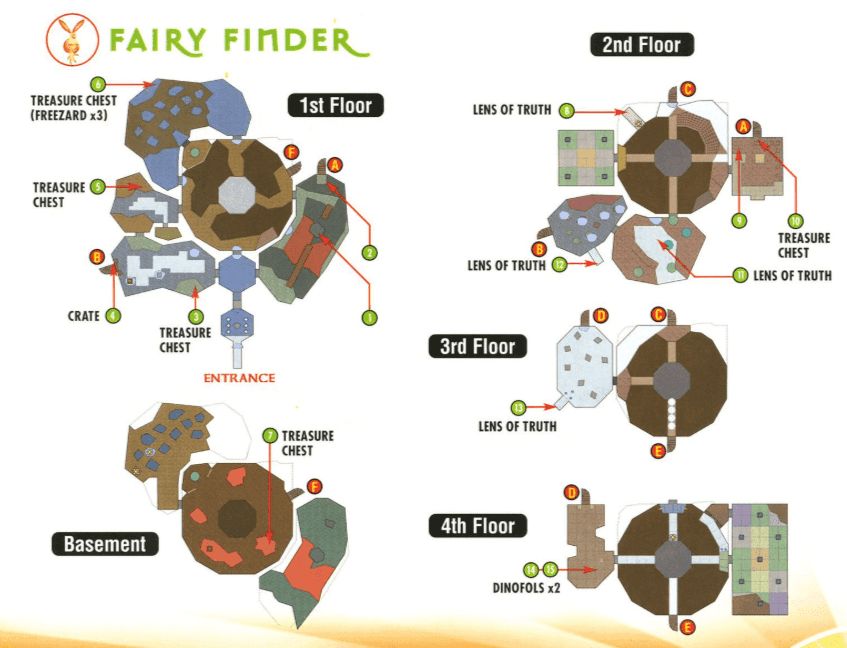 FAIRY FINDER
1st Floor
6
TREASURE CHEST
(FREEZARD x3)
F
A
5
TREASURE
CHEST
2
B
CRATE
4
3
1
TREASURE
CHEST
ENTRANCE
Basement
7
TREASURE
CHEST
F
2nd Floor
C
LENS OF TRUTH
8
A
9
10
TREASURE
CHEST
B
LENS OF TRUTH
12
11
LENS OF TRUTH
3rd Floor
D
C
13
LENS OF TRUTH
E
4th Floor
D
14
15
DINOFOLS x2
E